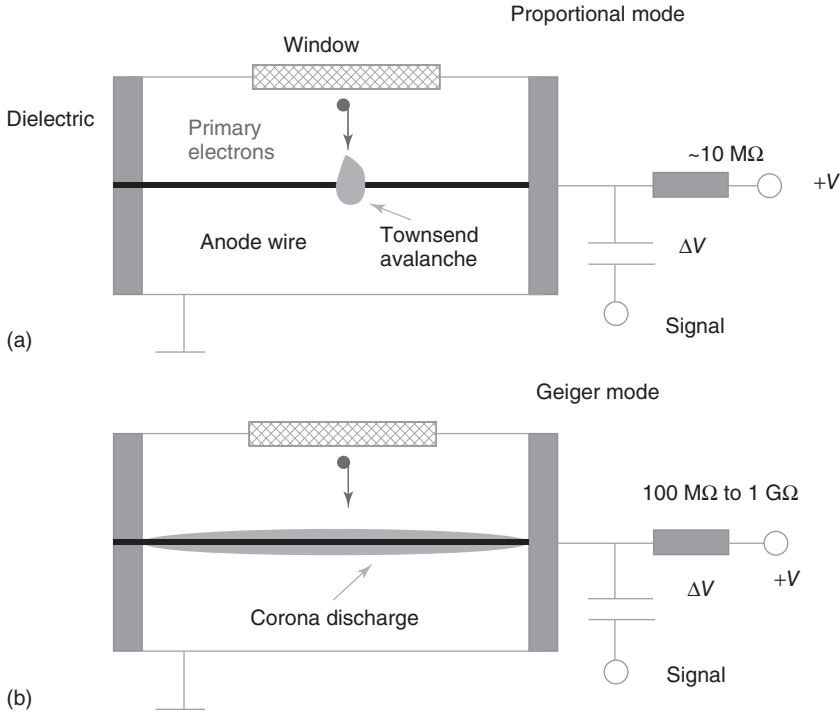 Proportional mode
Window
Dielectric
Primary
electrons
~10 MΩ
+V
Anode wire
Townsend
avalanche
ΔV
Signal
(a)
Geiger mode
100 MΩ to 1 GΩ
ΔV
+V
Corona discharge
Signal
(b)